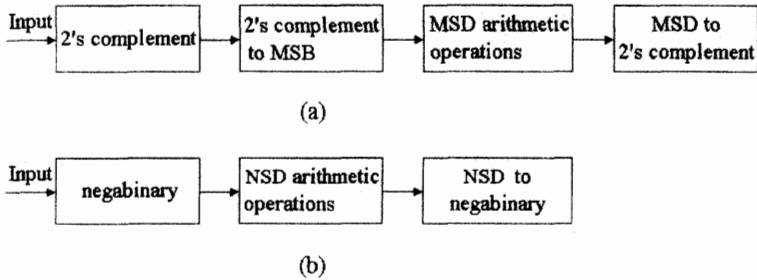 Input
2's complement
2's complement
to MSB
MSD arithmetic
operations
MSD to
2's complement
(a)
Input
negabinary
NSD arithmetic
operations
NSD to
negabinary
(b)